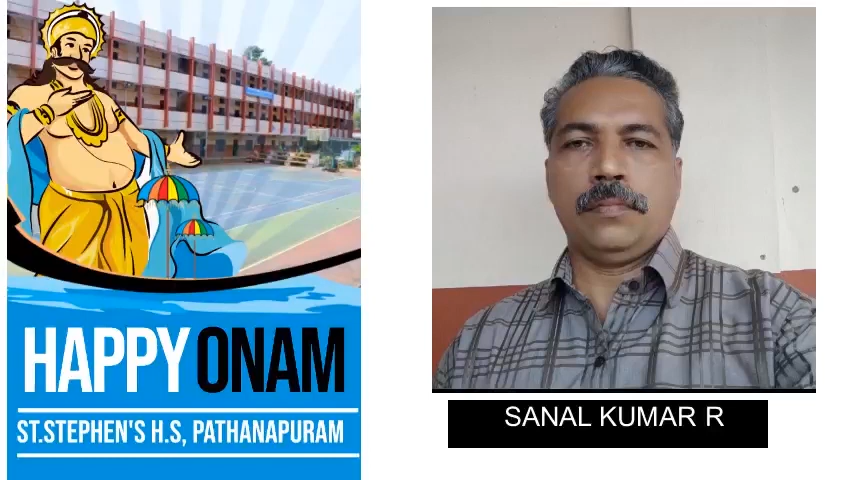 HAPPY ONAM
ST.STEPHEN'S H.S, PATHANAPURAM
SANAL KUMAR R